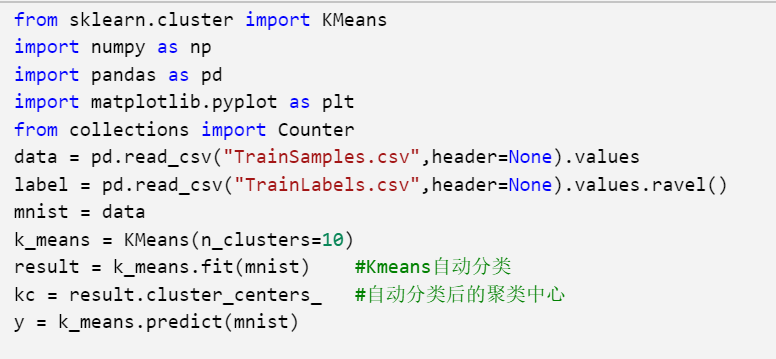 from sklearn.cluster import KMeans
import numpy as np
import pandas as pd
import matplotlib.pyplot as plt
from collections import Counter
data = pd.read_csv("TrainSamples.csv",header=None).values
label = pd.read_csv("TrainLabels.csv",header=None).values.ravel()
mnist = data
k_means = KMeans(n_clusters=10)
result = k_means.fit(mnist)    #Kmeans自动分类
kc = result.cluster_centers_   #自动分类后的聚类中心
y = k_means.predict(mnist)